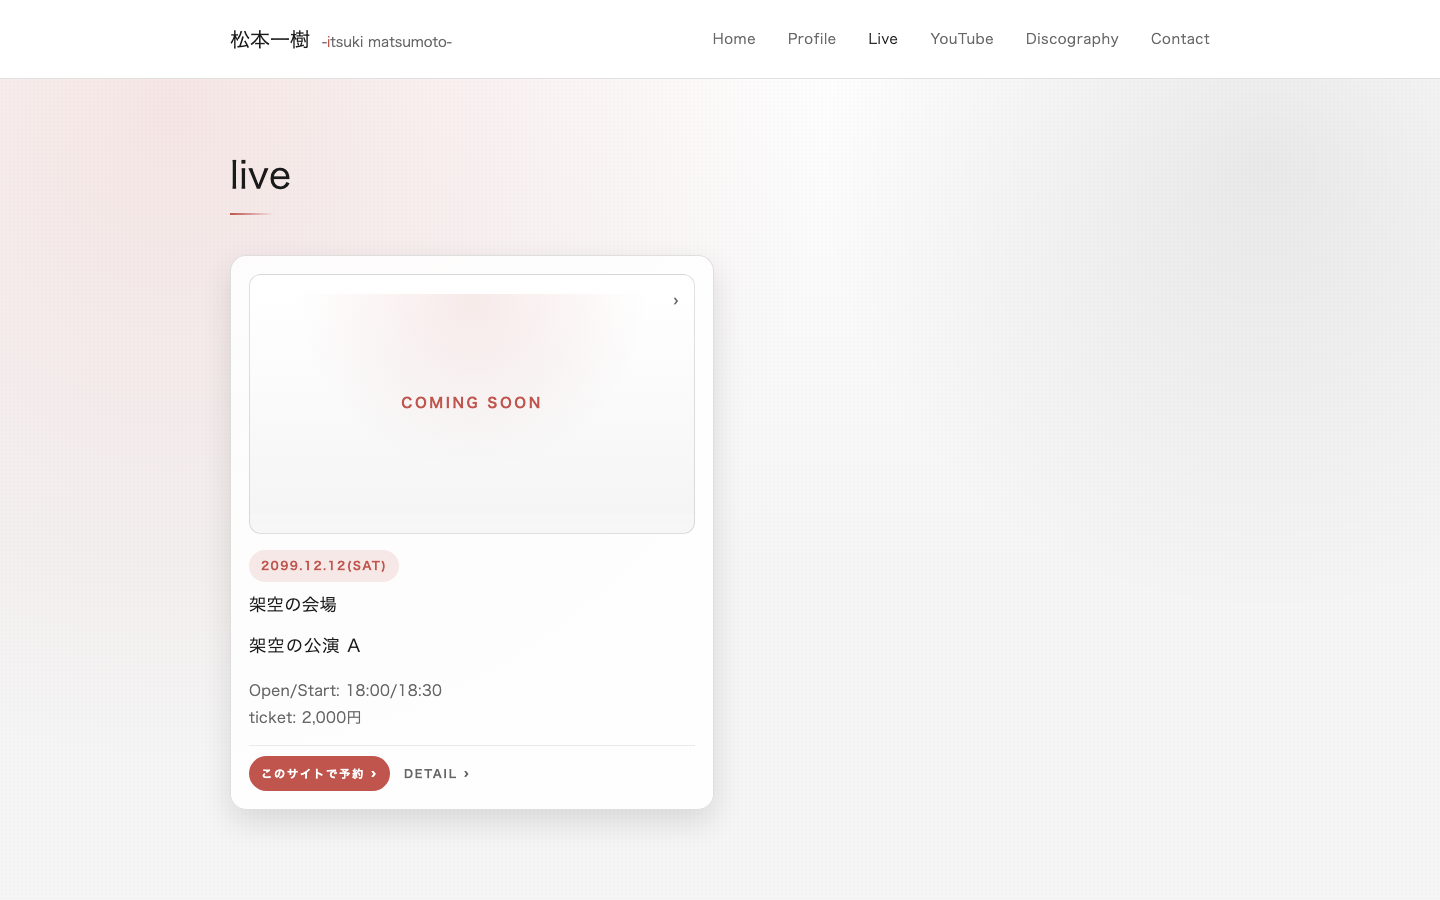 松本一樹 -itsuki matsumoto-
Home Profile Live YouTube Discography Contact
live
›
COMING SOON
2099.12.12(SAT)
架空の会場
架空の公演 A
Open/Start: 18:00/18:30
ticket: 2,000円
このサイトで予約 › DETAIL ›